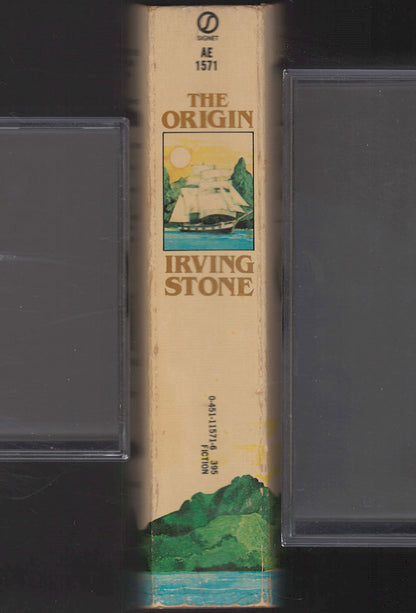 SIGNET
AE
1571
THE
ORIGIN
IRVING
STONE
0-451-11571-6 395
FICTION